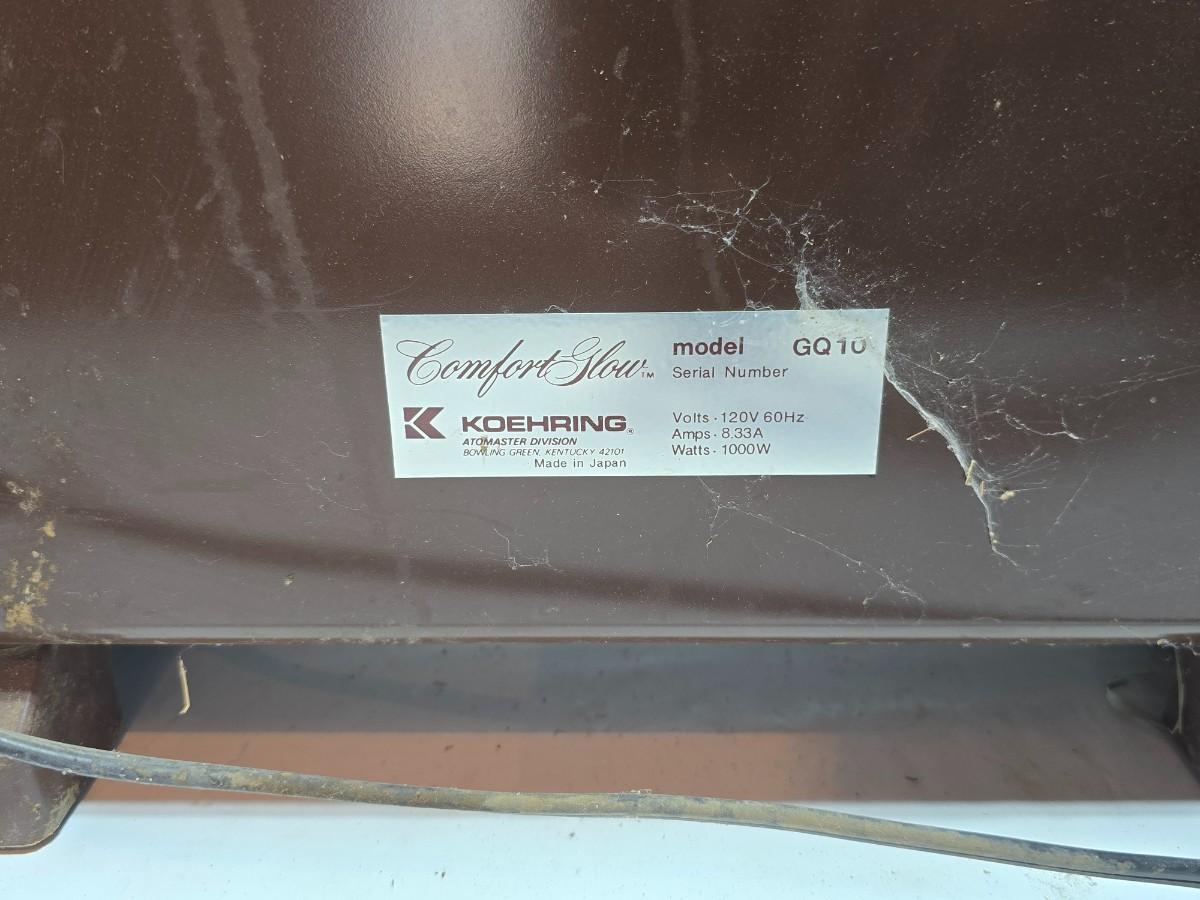 Comfort Glow™
KOEHRING®
ATOMASTER DIVISION
BOWLING GREEN, KENTUCKY 42101
Made in Japan
model GQ10
Serial Number
Volts · 120V 60Hz
Amps · 8.33A
Watts · 1000W